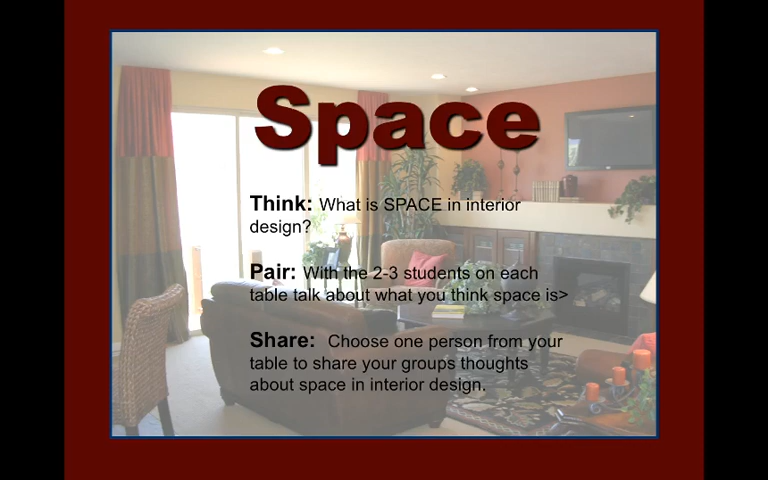 Space
Think: What is SPACE in interior
design?
Pair: With the 2-3 students on each
table talk about what you think space is>
Share: Choose one person from your
table to share your groups thoughts
about space in interior design.